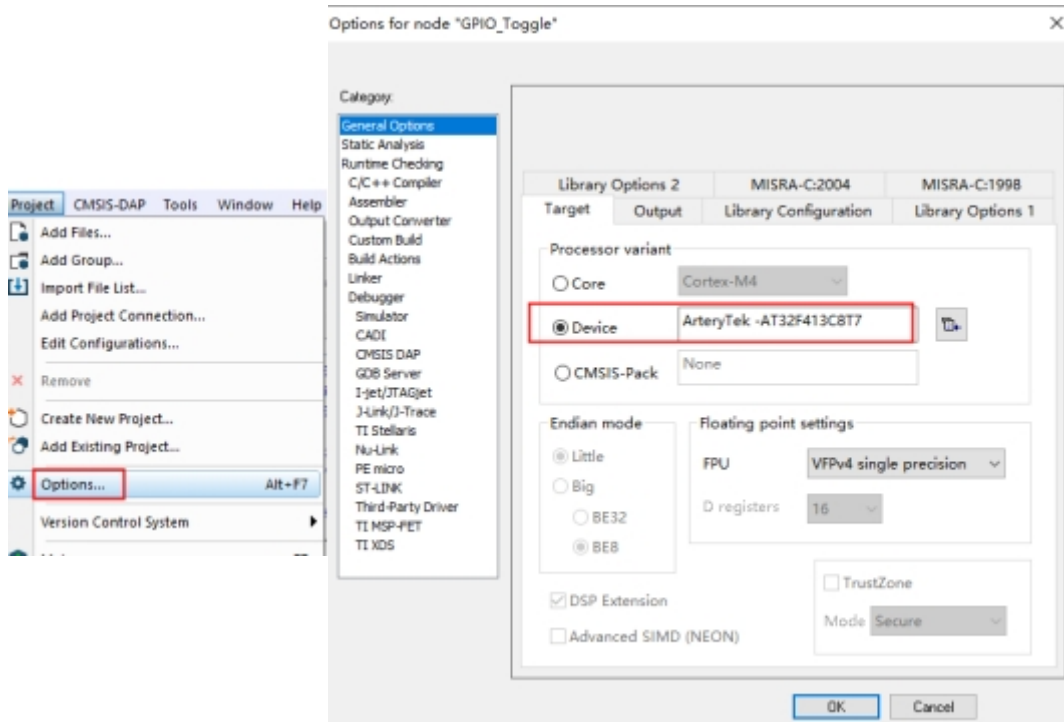 Project CMSIS-DAP Tools Window Help
Add Files...
Add Group...
Import File List...
Add Project Connection...
Edit Configurations...
Remove
Create New Project...
Add Existing Project...
Options... Alt+F7
Version Control System
Options for node "GPIO_Toggle"
Category:
General Options
Static Analysis
Runtime Checking
C/C++ Compiler
Assembler
Output Converter
Custom Build
Build Actions
Linker
Debugger
Simulator
CADI
CMSIS DAP
GDB Server
I-jet/JTAGjet
J-Link/J-Trace
TI Stellaris
Nu-Link
PE micro
ST-LINK
Third-Party Driver
TI MSP-FET
TI XDS
Library Options 2 MISRA-C:2004 MISRA-C:1998
Target Output Library Configuration Library Options 1
Processor variant
Core Cortex-M4
Device ArteryTek -AT32F413C8T7
CMSIS-Pack None
Endian mode
Little
Big
BE32
BE8
Floating point settings
FPU VFPv4 single precision
D registers 16
DSP Extension
Advanced SIMD (NEON)
TrustZone
Mode Secure
OK Cancel